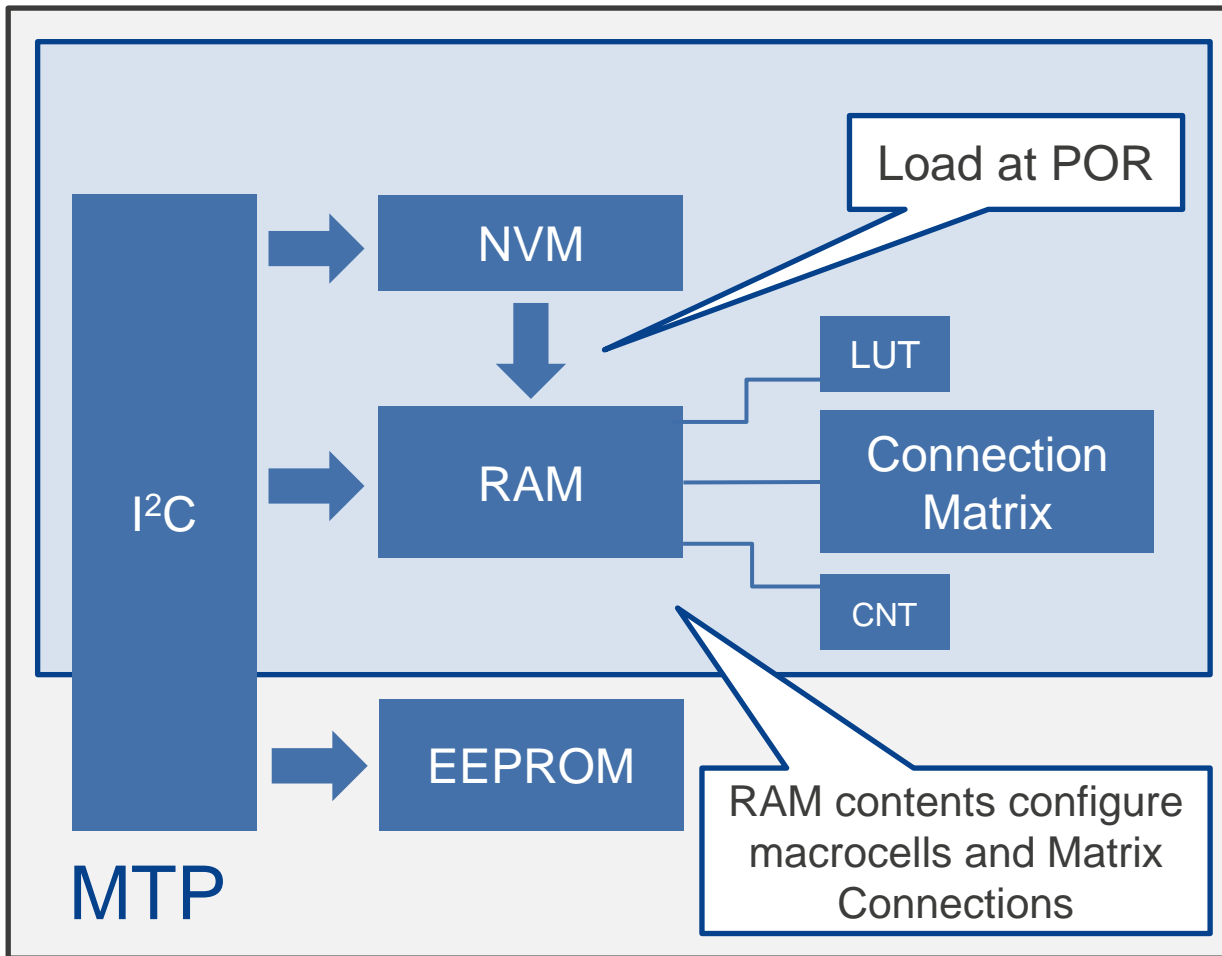 Load at POR
NVM
LUT
I²C
RAM
Connection
Matrix
CNT
EEPROM
RAM contents configure
macrocells and Matrix
Connections
MTP